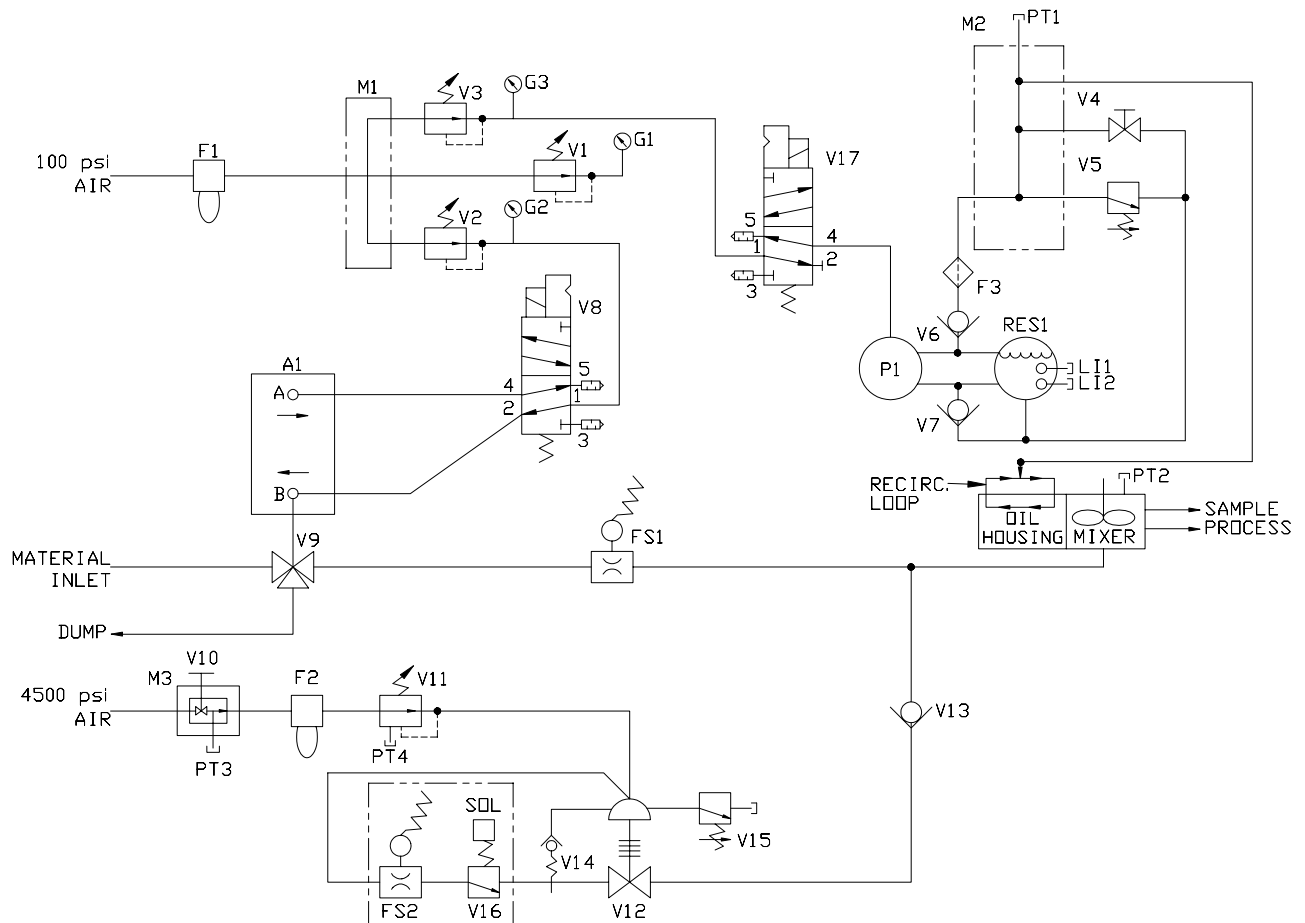 M2
PT1
G3
M1
V3
V4
G1
V17
100 psi
AIR
F1
V1
V5
V2
G2
5
4
1
2
3
F3
V8
V6
RES1
P1
LI1
LI2
A1
5
4
1
2
3
A
V7
B
RECIRC.
LOOP
PT2
OIL
HOUSING
MIXER
SAMPLE
PROCESS
V9
FS1
MATERIAL
INLET
DUMP
V10
M3
F2
V11
4500 psi
AIR
V13
PT3
PT4
SOL
V15
V14
FS2
V16
V12